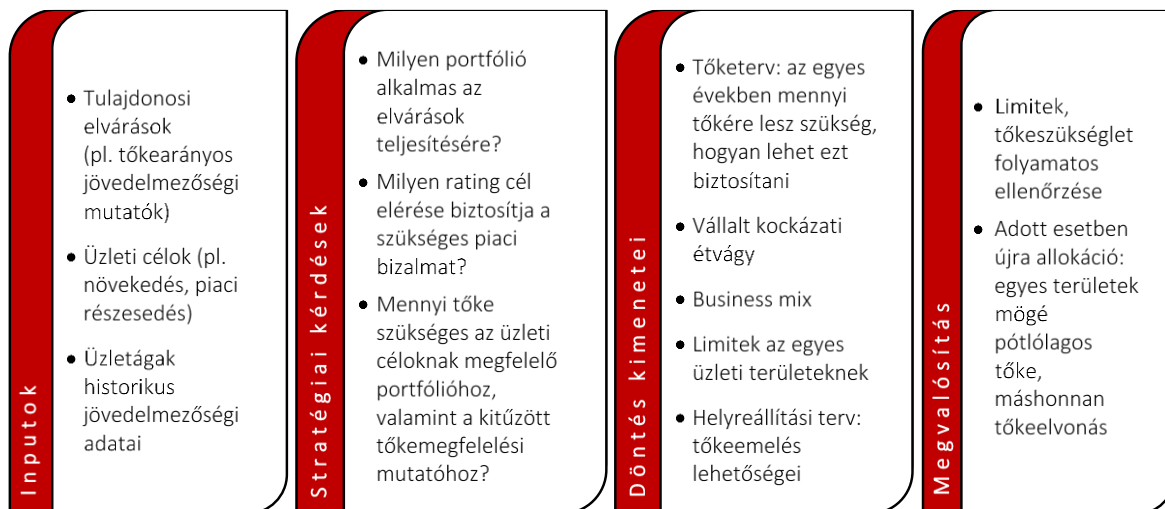 Inputok
• Tulajdonosi
elvárások
(pl. tőkearányos
jövedelmezőségi
mutatók)
• Üzleti célok (pl.
növekedés, piaci
részesedés)
• Üzletágak
historikus
jövedelmezőségi
adatai
Stratégiai kérdések
• Milyen portfólió
alkalmas az
elvárások
teljesítésére?
• Milyen rating cél
elérése biztosítja a
szükséges piaci
bizalmat?
• Mennyi tőke
szükséges az üzleti
céloknak megfelelő
portfólióhoz,
valamint a kitűzött
tőkemegfelelési
mutatóhoz?
Döntés kimenetei
• Tőketerv: az egyes
években mennyi
tőkére lesz szükség,
hogyan lehet ezt
biztosítani
• Vállalt kockázati
étvágy
• Business mix
• Limitek az egyes
üzleti területeknek
• Helyreállítási terv:
tőkeemelés
lehetőségei
Megvalósítás
• Limitek,
tőkeszükséglet
folyamatos
ellenőrzése
• Adott esetben
újra allokáció:
egyes területek
mögé
pótlólagos
tőke,
máshonnan
tőkeelvonás